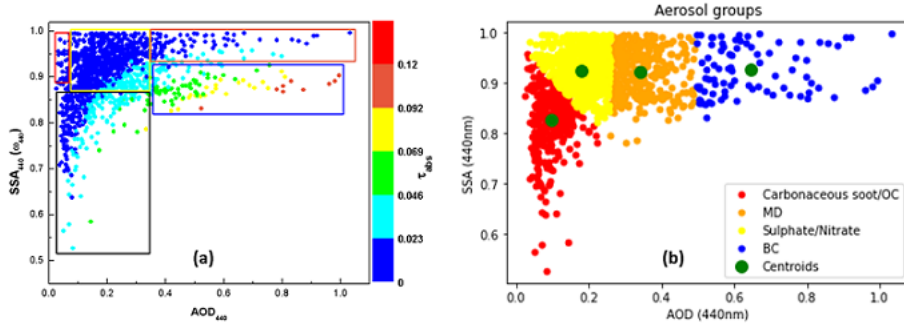 (a)
SSA440 (ω440)
1.0
0.9
0.8
0.7
0.6
0.5
0.0
0.2
0.4
0.6
0.8
1.0
AOD440
0.12
0.092
0.069
0.046
0.023
0
τabs
Aerosol groups
(b)
SSA (440nm)
1.0
0.9
0.8
0.7
0.6
0.0
0.2
0.4
0.6
0.8
1.0
AOD (440nm)
Carbonaceous soot/OC
MD
Sulphate/Nitrate
BC
Centroids